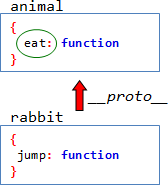 animal
{
eat: function
}
__proto__
rabbit
{
jump: function
}